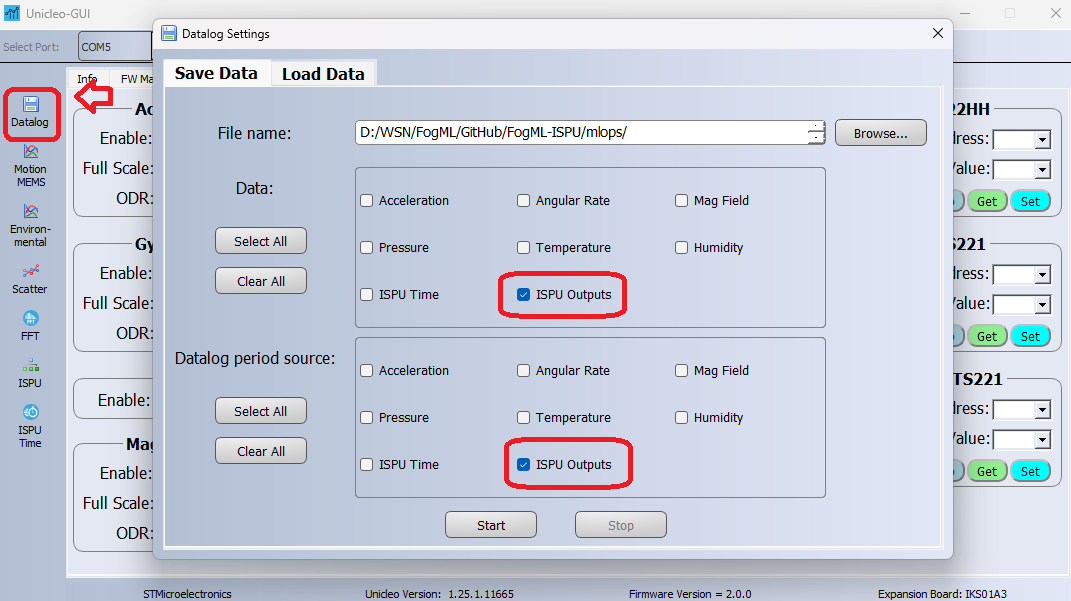 Unicleo-GUI
Select Port: COM5
Info FW Ma
Datalog
Motion
MEMS
Environ-
mental
Scatter
FFT
ISPU
ISPU
Time
Ac
Enable:
Full Scale:
ODR:
Gy
Enable:
Full Scale:
ODR:
Enable:
Mag
Enable:
Full Scale:
ODR:
Datalog Settings
Save Data Load Data
File name: D:/WSN/FogML/GitHub/FogML-ISPU/mlops/ Browse...
Data:
Select All
Clear All
Acceleration Angular Rate Mag Field
Pressure Temperature Humidity
ISPU Time ISPU Outputs
Datalog period source:
Select All
Clear All
Acceleration Angular Rate Mag Field
Pressure Temperature Humidity
ISPU Time ISPU Outputs
Start Stop
22HH
dress:
Value:
Get Set
S221
dress:
Value:
Get Set
TS221
dress:
Value:
Get Set
STMicroelectronics Unicleo Version: 1.25.1.11665 Firmware Version = 2.0.0 Expansion Board: IKS01A3